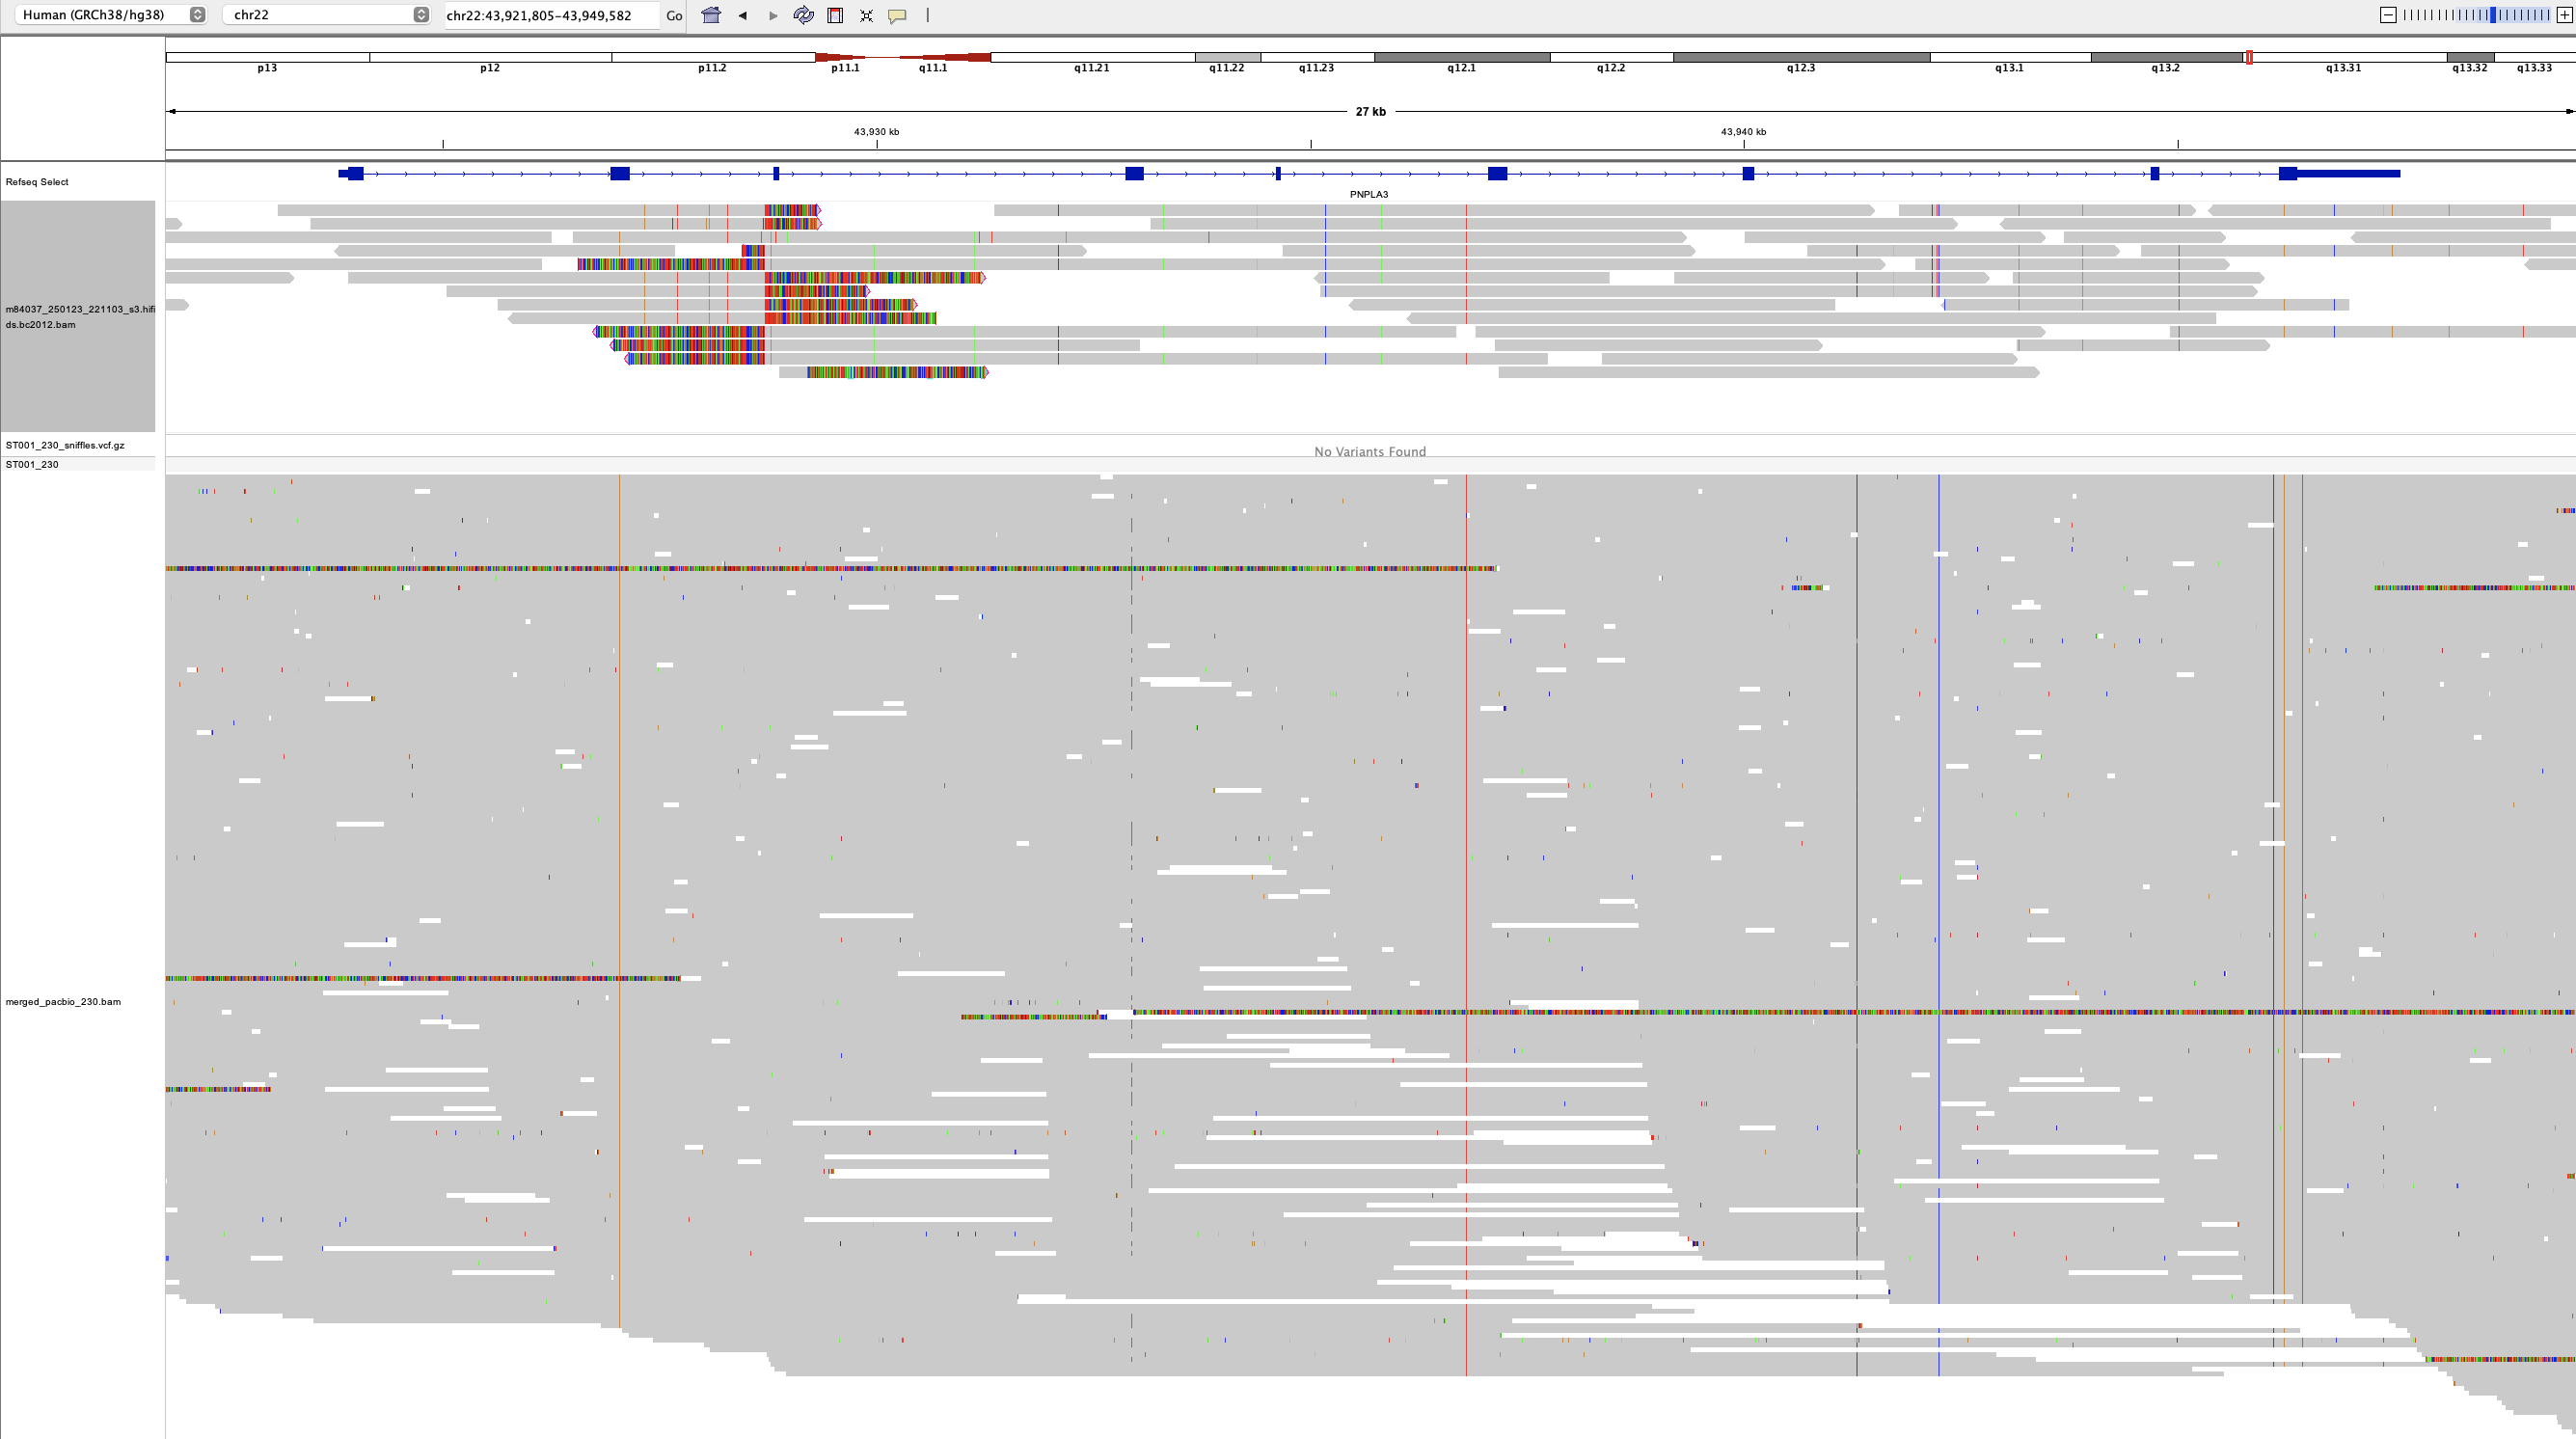 Human (GRCh38/hg38) chr22 chr22:43,921,805-43,949,582 Go
p13 p12 p11.2 p11.1 q11.1 q11.21 q11.22 q11.23 q12.1 q12.2 q12.3 q13.1 q13.2 q13.31 q13.32 q13.33
27 kb
43,930 kb 43,940 kb
Refseq Select
PNPLA3
m84037_250123_221103_s3.hifi
ds.bc2012.bam
ST001_230_sniffles.vcf.gz
No Variants Found
ST001_230
merged_pacbio_230.bam